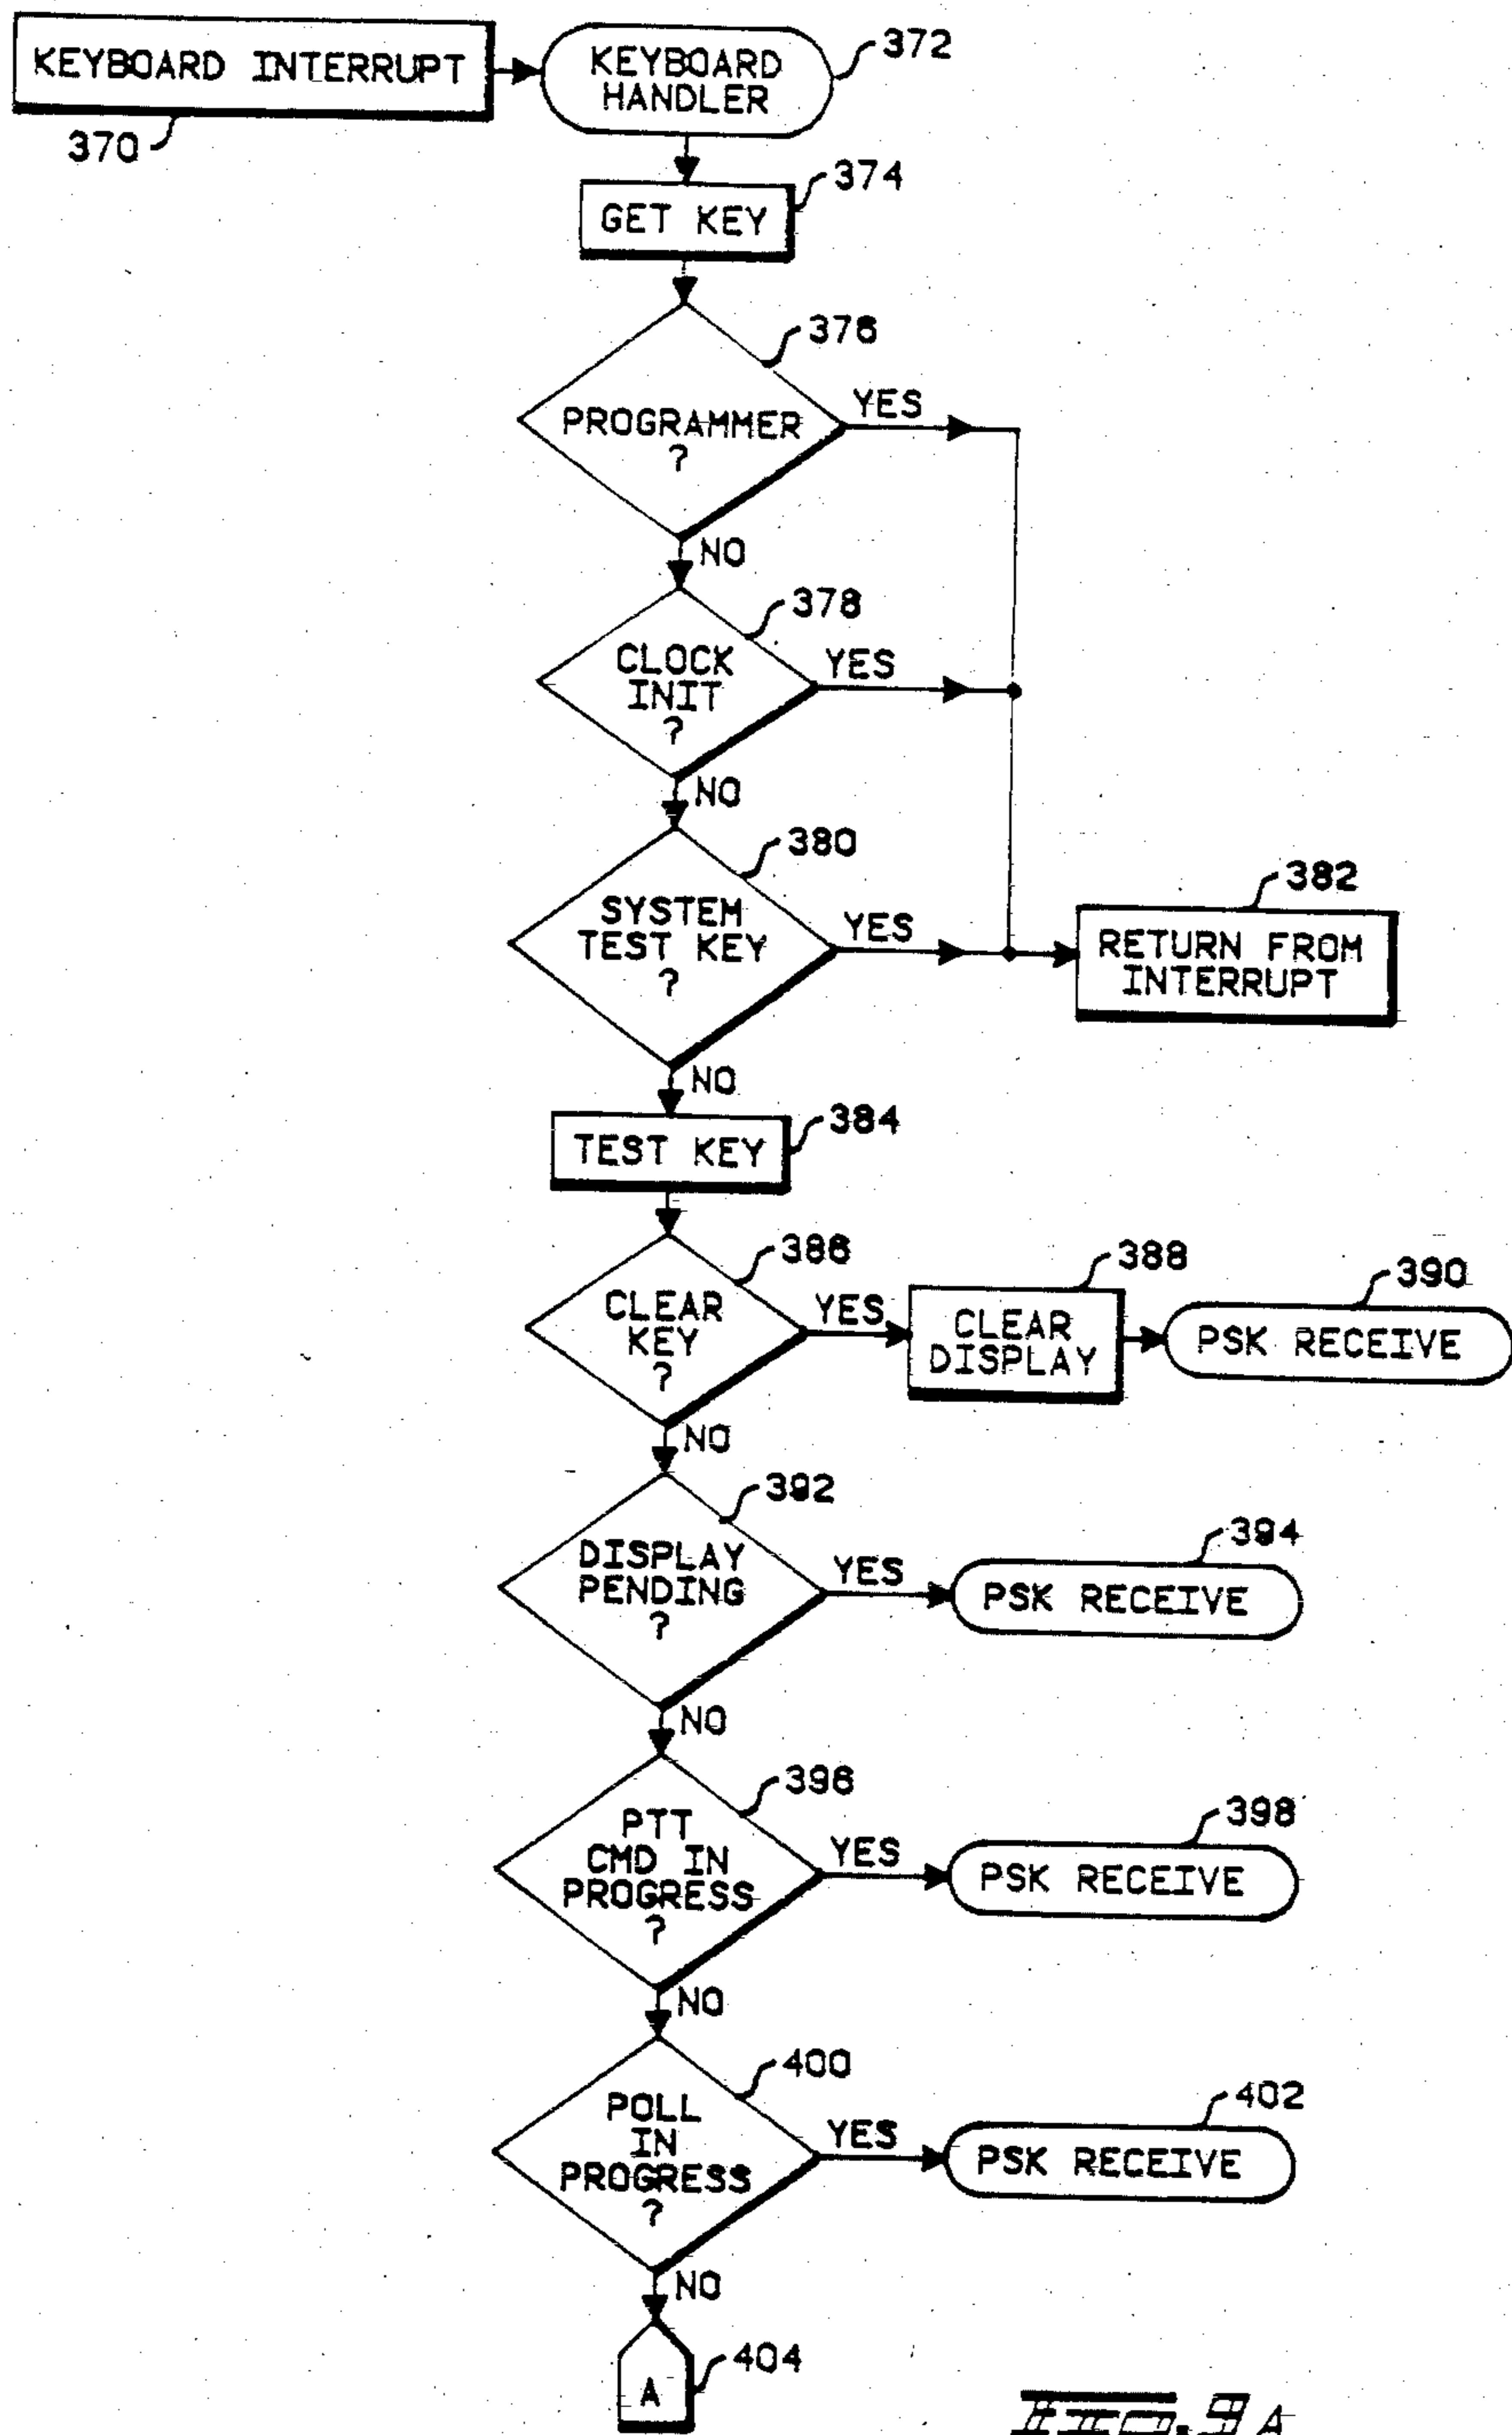 KEYBOARD INTERRUPT
370
KEYBOARD
HANDLER
372
GET KEY
374
PROGRAMMER
?
376
YES
NO
CLOCK
INIT
?
378
YES
NO
SYSTEM
TEST KEY
?
380
YES
RETURN FROM
INTERRUPT
382
NO
TEST KEY
384
CLEAR
KEY
?
386
YES
CLEAR
DISPLAY
388
PSK RECEIVE
390
NO
DISPLAY
PENDING
?
392
YES
PSK RECEIVE
394
NO
PTT
CMD IN
PROGRESS
?
396
YES
PSK RECEIVE
398
NO
POLL
IN
PROGRESS
?
400
YES
PSK RECEIVE
402
NO
A
404
FIG. 9A